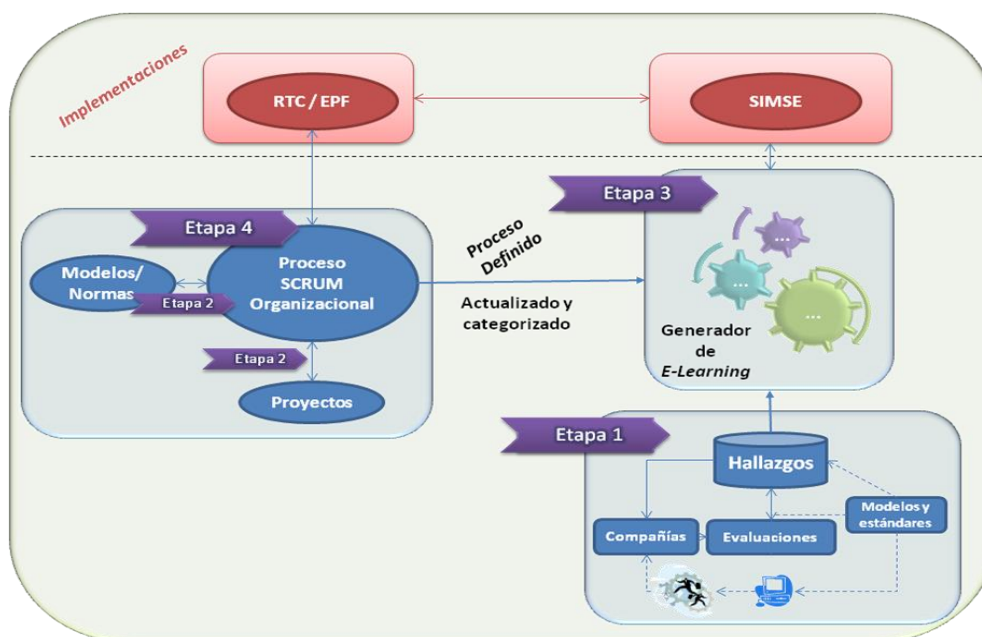 Implementaciones
RTC / EPF
SIMSE
Etapa 3
Etapa 4
Proceso
SCRUM
Organizacional
Modelos/
Normas
Etapa 2
Etapa 2
Proyectos
Proceso
Definido
Actualizado y
categorizado
...
...
...
Generador
de
E-Learning
Etapa 1
Hallazgos
Modelos y
estándares
Compañías
Evaluaciones